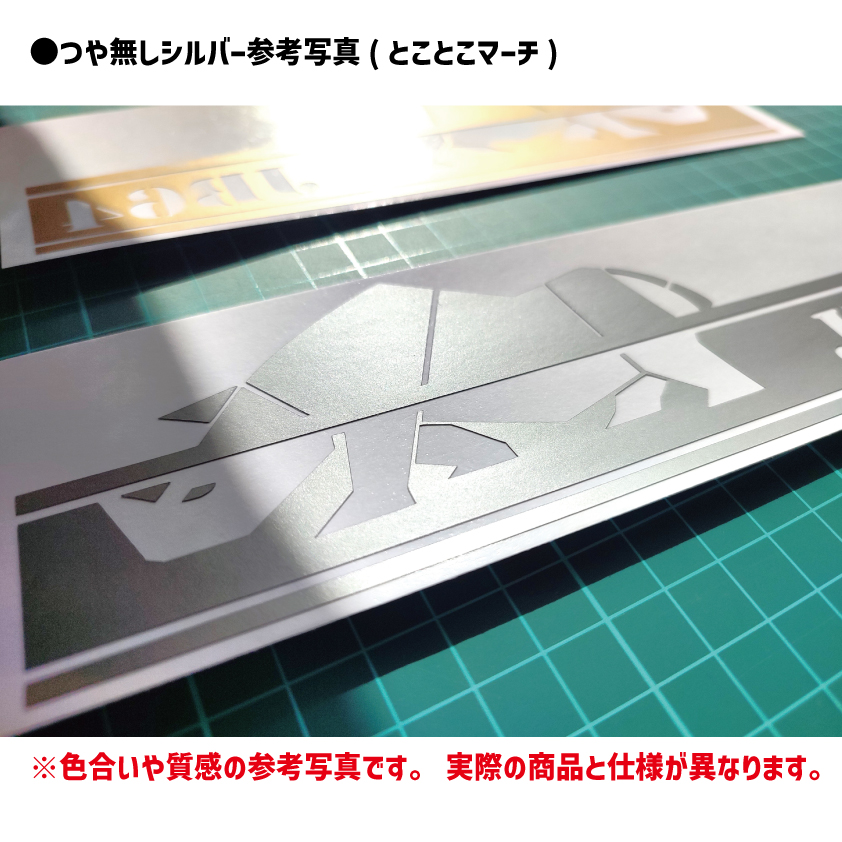 ●つや無しシルバー参考写真(とことこマーチ)
※色合いや質感の参考写真です。 実際の商品と仕様が異なります。